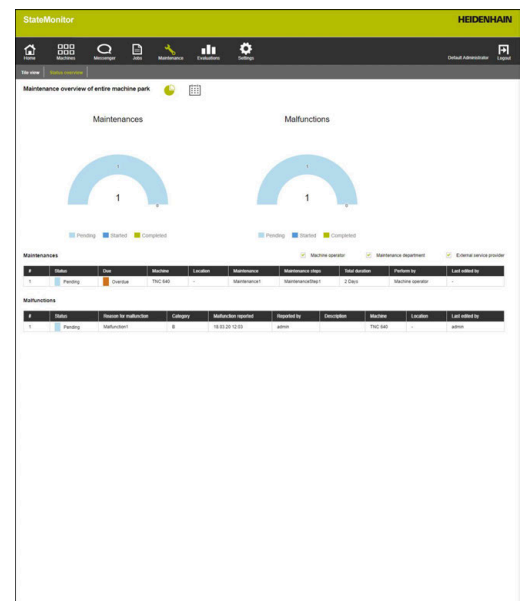 StateMonitor HEIDENHAIN
Home Machines Messenger Jobs Maintenance Evaluations Settings Default Administrator Logout
Tile view Status overview
Maintenance overview of entire machine park
Maintenances Malfunctions
1 1
1 0 1 0
Pending Started Completed Pending Started Completed
Maintenances Machine operator Maintenance department External service provider
# Status Due Machine Location Maintenance Maintenance steps Total duration Perform by Last edited by
1 Pending Overdue TNC 640 - Maintenance1 MaintenanceStep1 2 Days Machine operator -
Malfunctions
# Status Reason for malfunction Category Malfunction reported Reported by Description Machine Location Last edited by
1 Pending Malfunction1 B 19.03.20 12:03 admin TNC 640 - admin